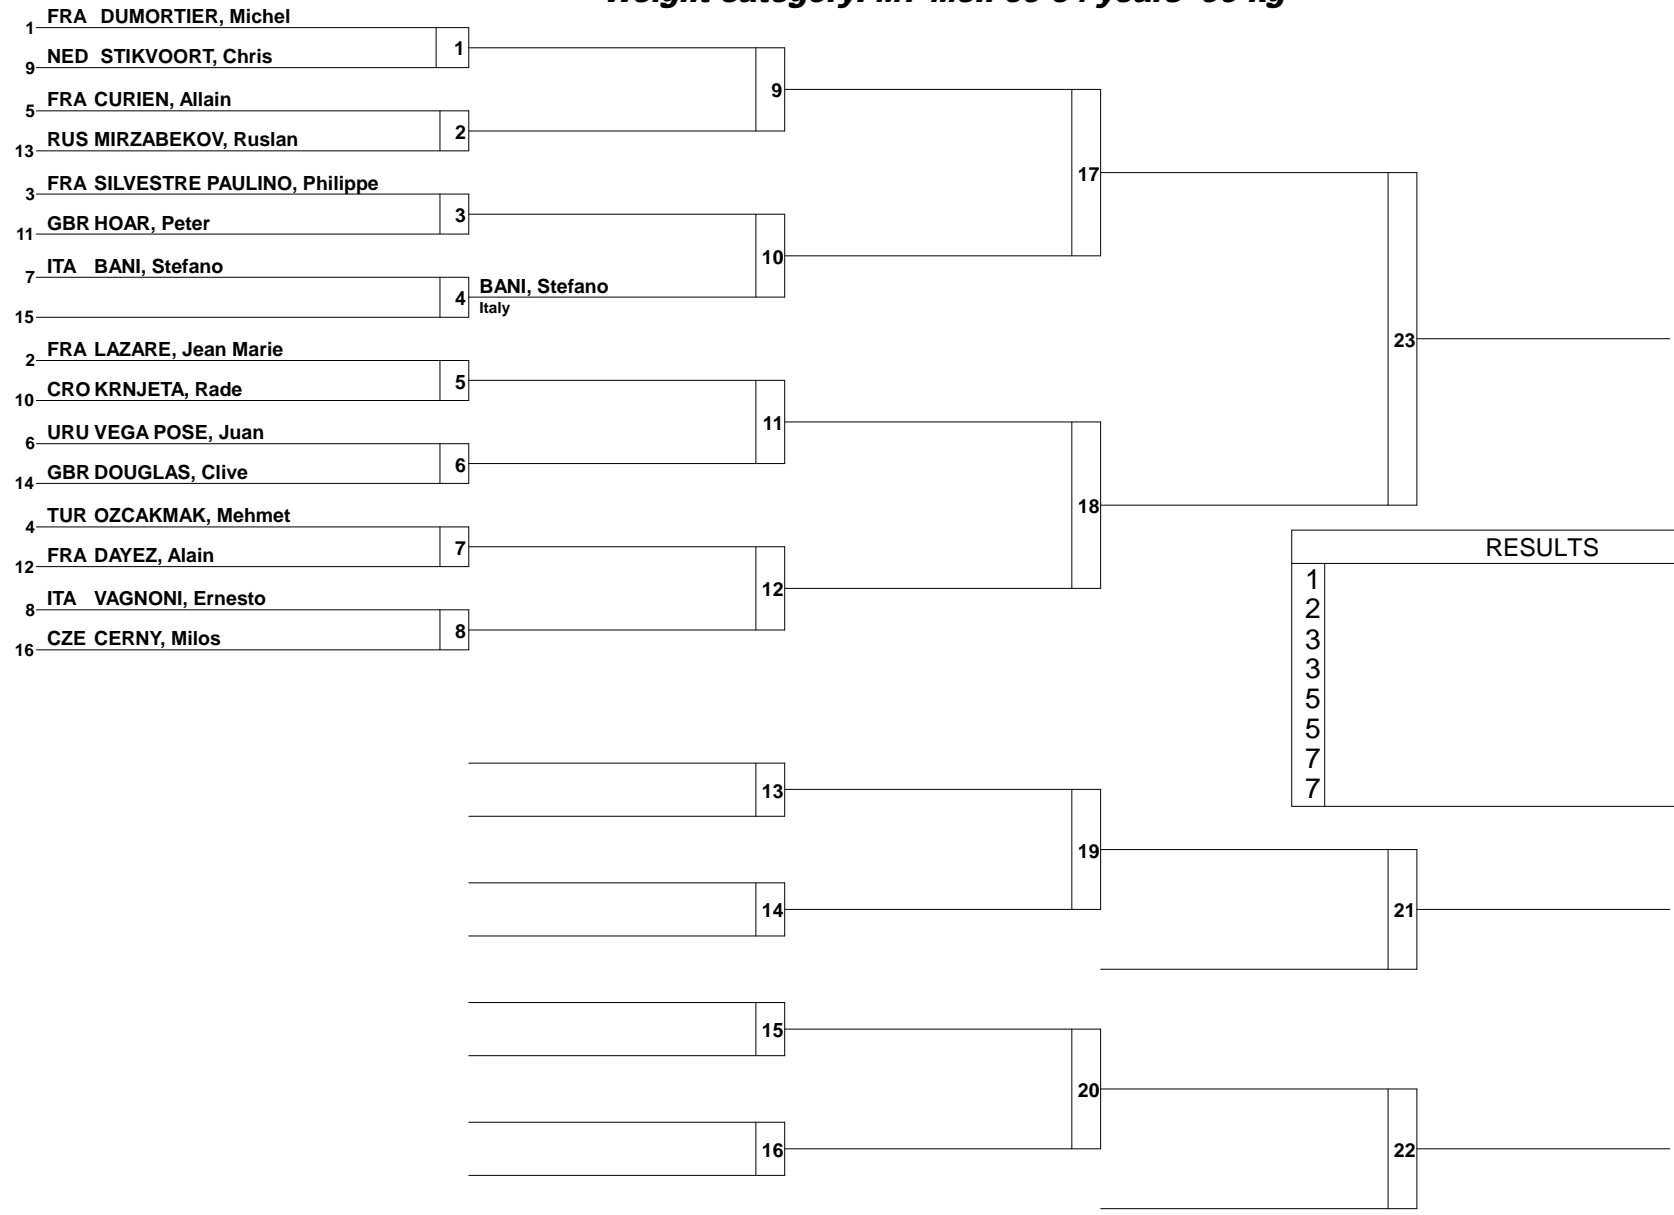 FRA DUMORTIER, Michel
1
NED STIKVOORT, Chris
9
1
FRA CURIEN, Allain
5
RUS MIRZABEKOV, Ruslan
13
2
9
FRA SILVESTRE PAULINO, Philippe
3
GBR HOAR, Peter
11
3
ITA BANI, Stefano
7
15
4
BANI, Stefano
Italy
10
17
FRA LAZARE, Jean Marie
2
CRO KRNJETA, Rade
10
5
URU VEGA POSE, Juan
6
GBR DOUGLAS, Clive
14
6
11
TUR OZCAKMAK, Mehmet
4
FRA DAYEZ, Alain
12
7
ITA VAGNONI, Ernesto
8
CZE CERNY, Milos
16
8
12
18
23
RESULTS
1
2
3
3
5
5
7
7
13
14
19
21
15
16
20
22